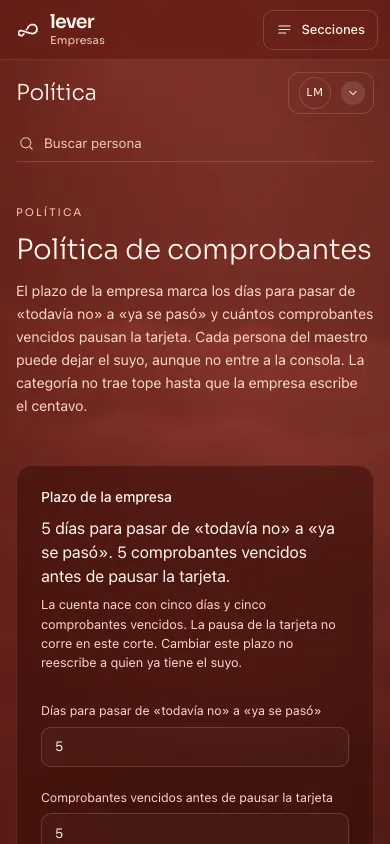 lever
Empresas
Secciones
Política
LM
Buscar persona
POLÍTICA
Política de comprobantes
El plazo de la empresa marca los días para pasar de
«todavía no» a «ya se pasó» y cuántos comprobantes
vencidos pausan la tarjeta. Cada persona del maestro
puede dejar el suyo, aunque no entre a la consola. La
categoría no trae tope hasta que la empresa escribe
el centavo.
Plazo de la empresa
5 días para pasar de «todavía no» a «ya
se pasó». 5 comprobantes vencidos
antes de pausar la tarjeta.
La cuenta nace con cinco días y cinco
comprobantes vencidos. La pausa de la tarjeta no
corre en este corte. Cambiar este plazo no
reescribe a quien ya tiene el suyo.
Días para pasar de «todavía no» a «ya se pasó»
5
Comprobantes vencidos antes de pausar la tarjeta
5